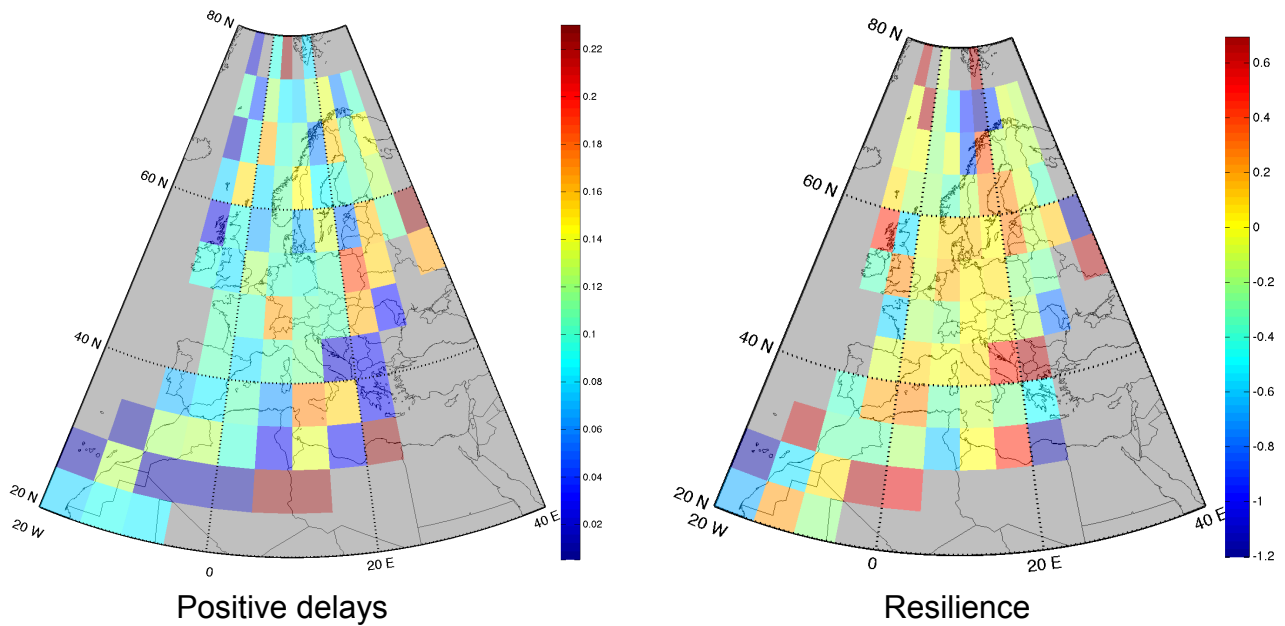 80 N
60 N
40 N
20 N
20 W
0
20 E
40 E
0.22
0.2
0.18
0.16
0.14
0.12
0.1
0.08
0.06
0.04
0.02
Positive delays
80 N
60 N
40 N
20 N
20 W
0
20 E
40 E
0.6
0.4
0.2
0
-0.2
-0.4
-0.6
-0.8
-1
-1.2
Resilience